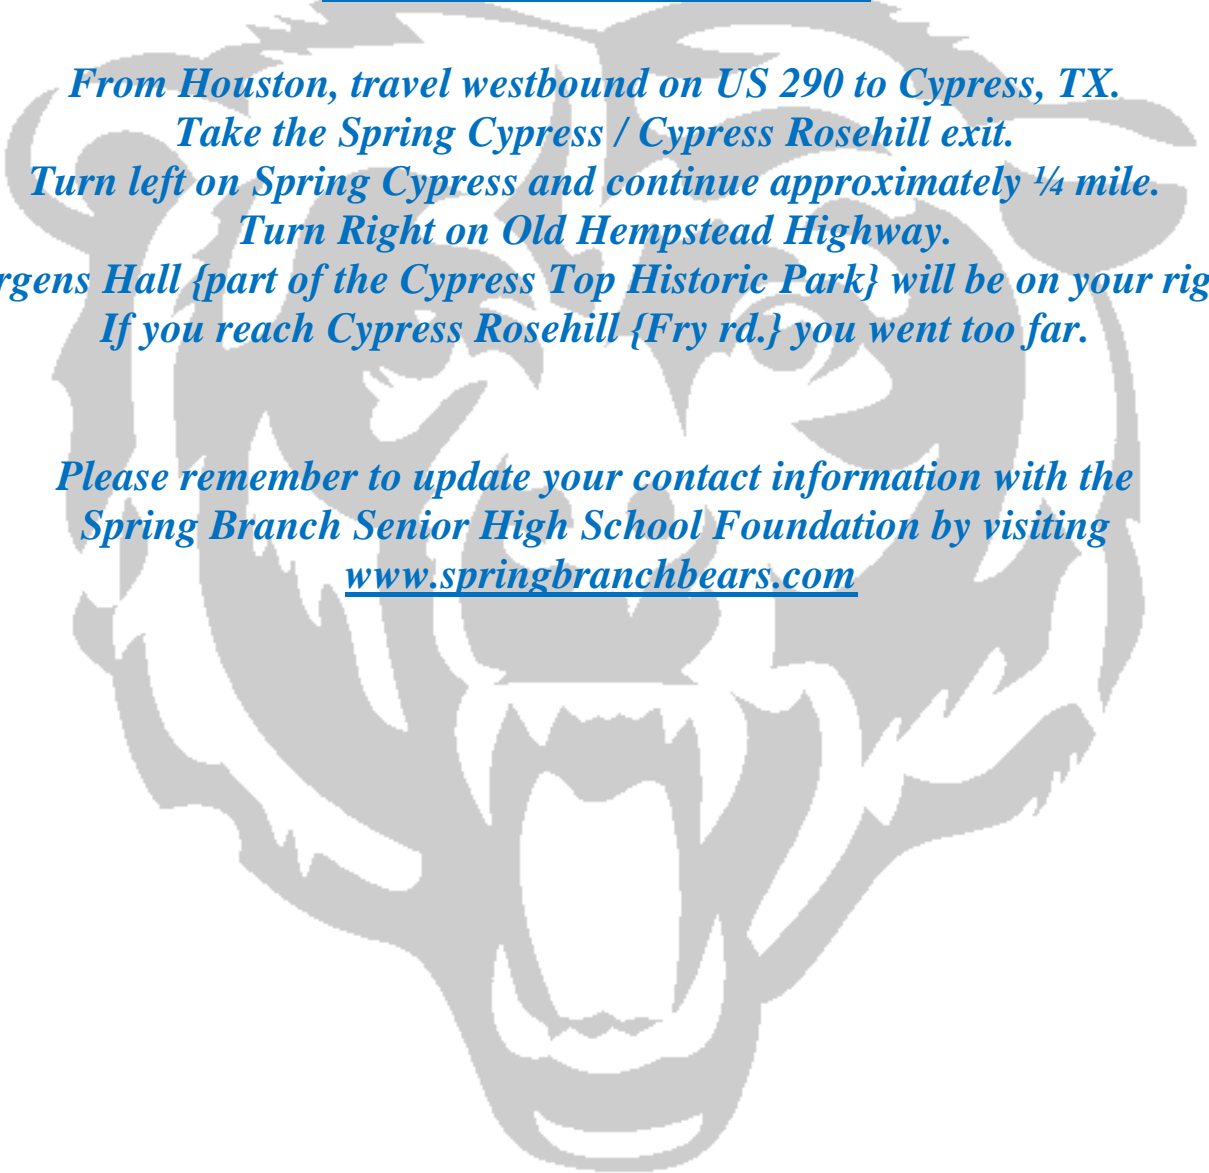 From Houston, travel westbound on US 290 to Cypress, TX.
Take the Spring Cypress / Cypress Rosehill exit.
Turn left on Spring Cypress and continue approximately ¼ mile.
Turn Right on Old Hempstead Highway.
rgens Hall {part of the Cypress Top Historic Park} will be on your rig
If you reach Cypress Rosehill {Fry rd.} you went too far.
Please remember to update your contact information with the
Spring Branch Senior High School Foundation by visiting
www.springbranchbears.com